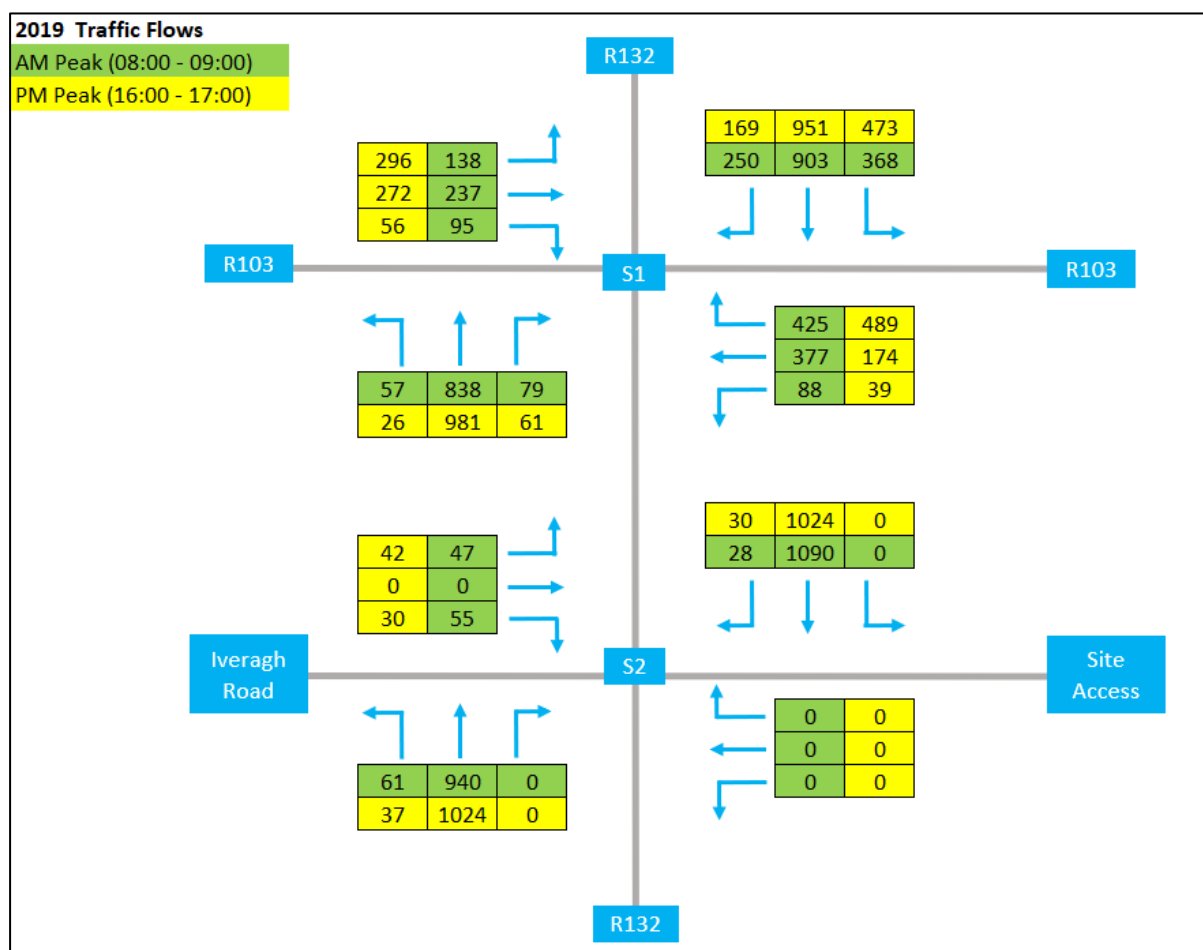 2019 Traffic Flows
AM Peak (08:00 - 09:00)
PM Peak (16:00 - 17:00)
R132
169 951 473
250 903 368
296 138
272 237
56 95
R103
S1
R103
425 489
377 174
88 39
57 838 79
26 981 61
30 1024 0
28 1090 0
42 47
0 0
30 55
Iveragh
Road
S2
Site
Access
0 0
0 0
0 0
61 940 0
37 1024 0
R132